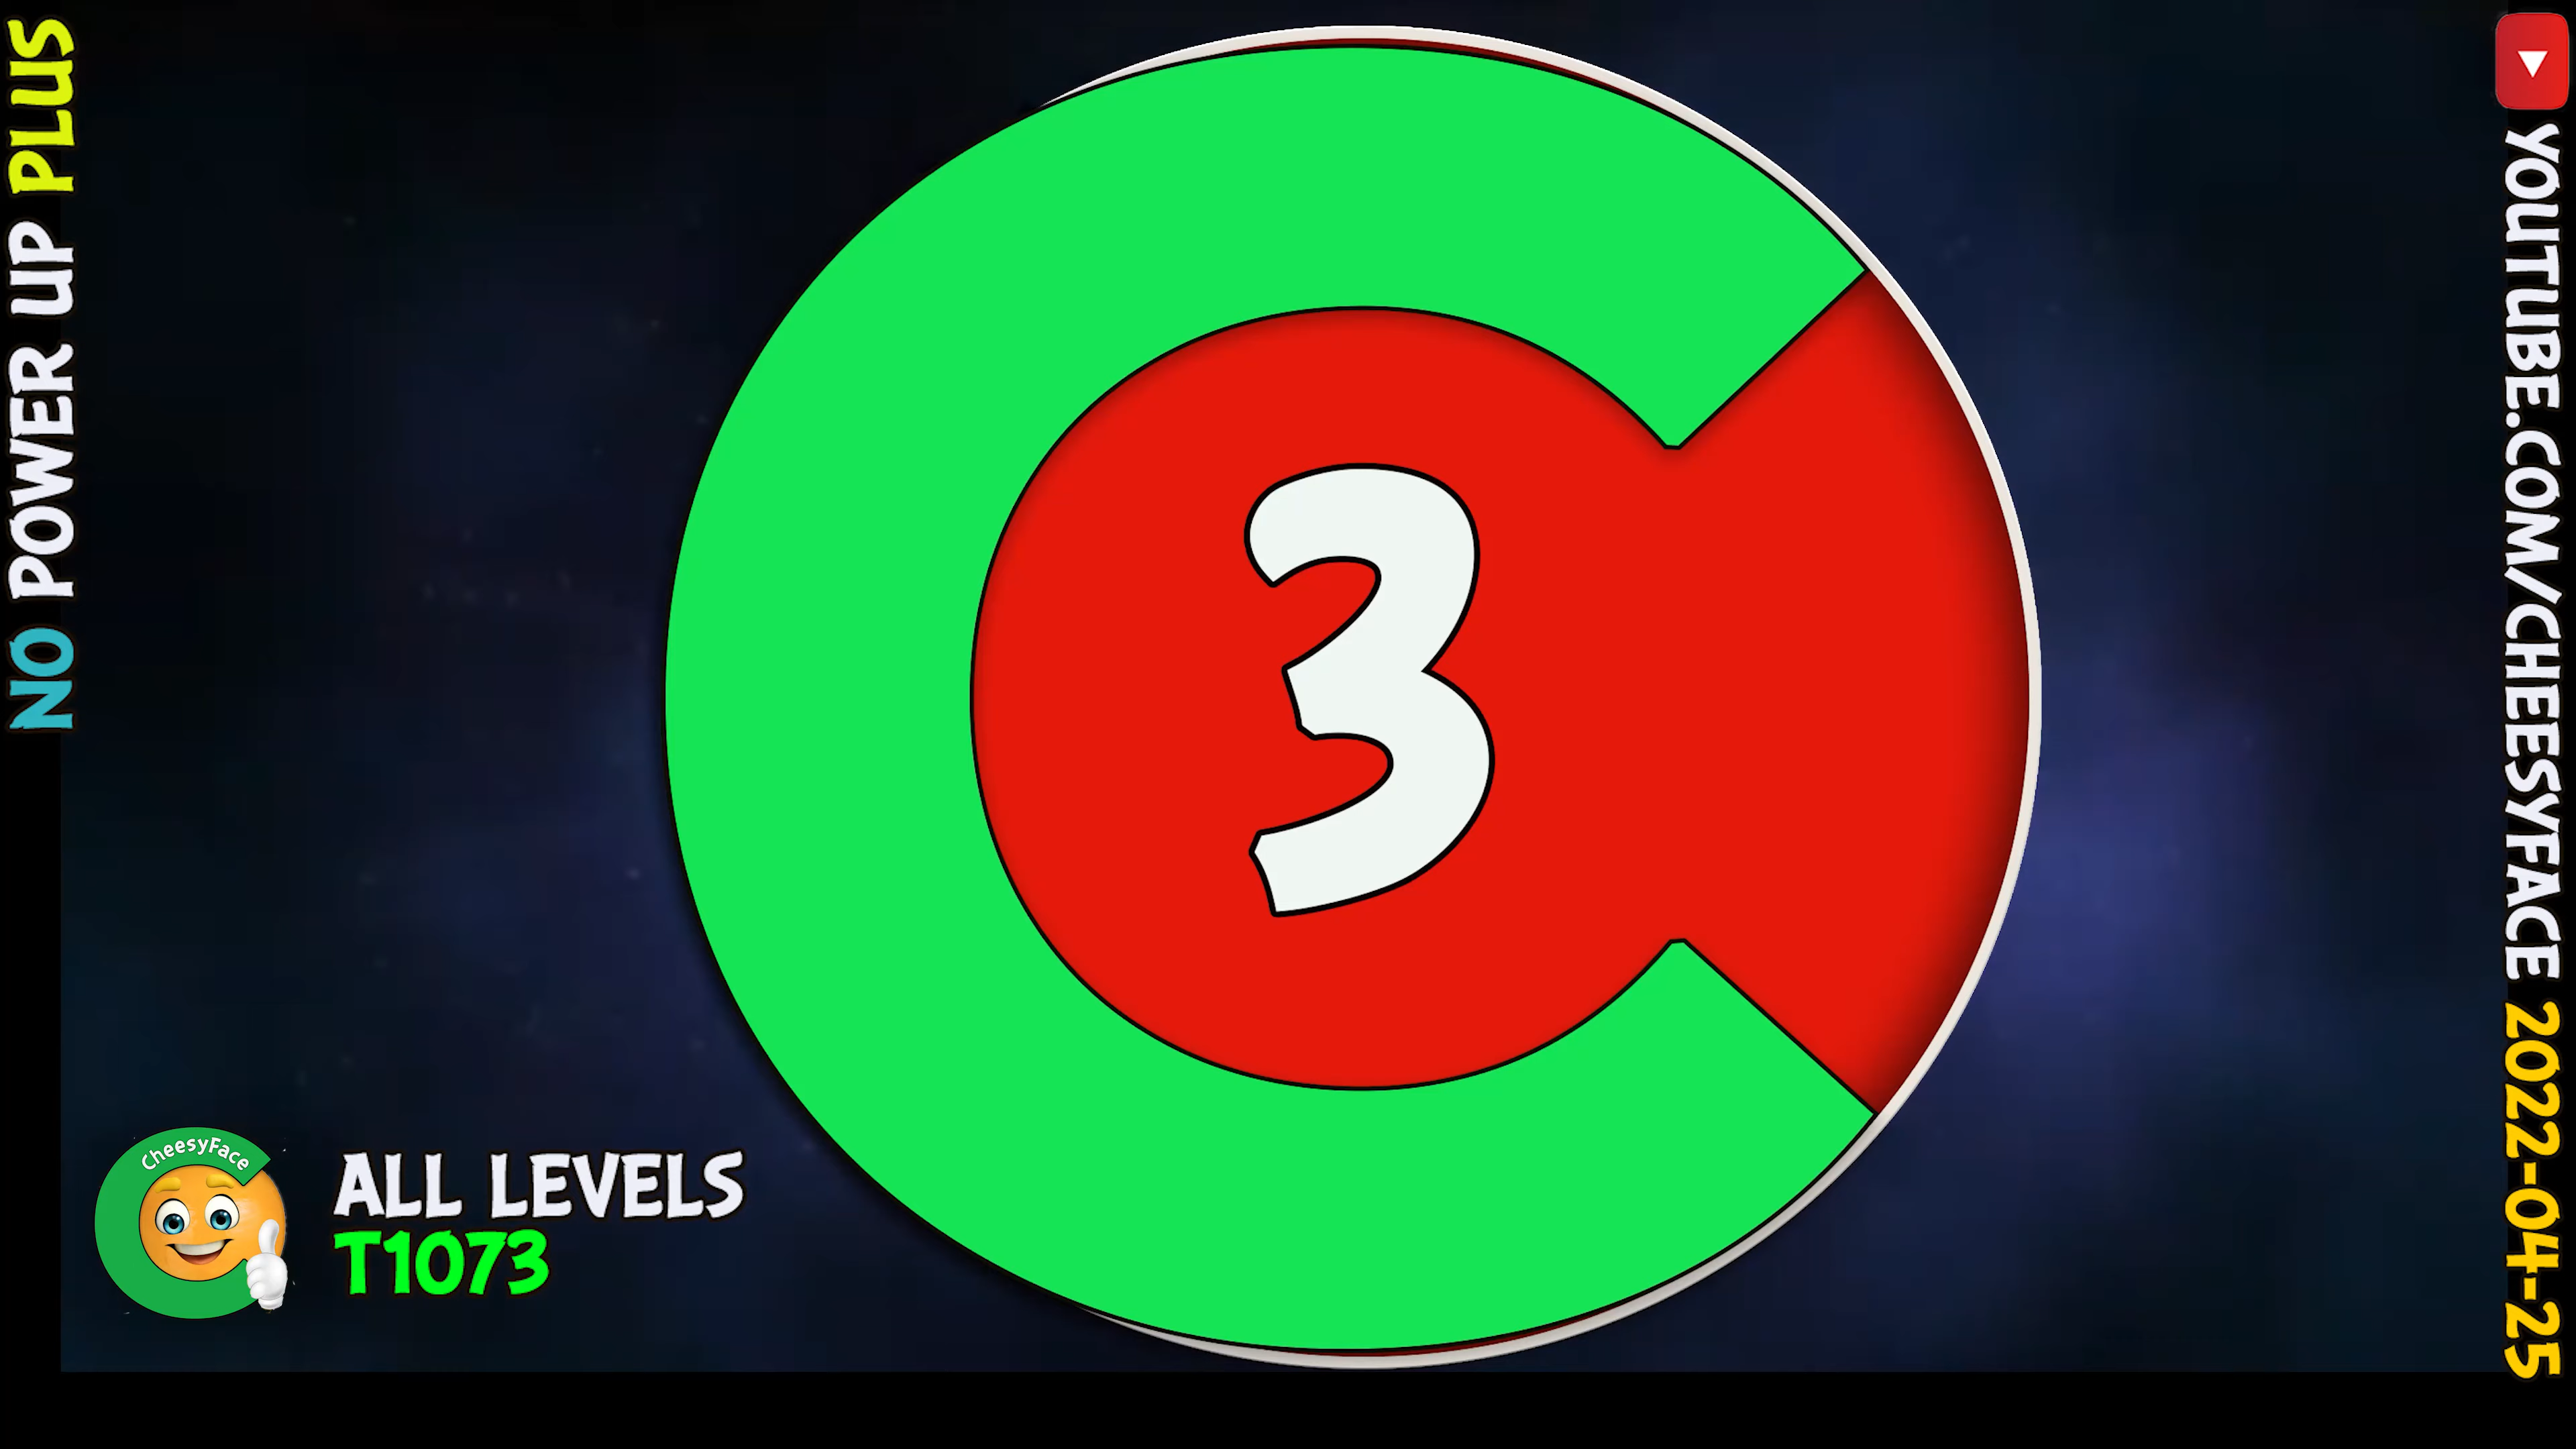 NO POWER UP PLUS
3
CheesyFace
ALL LEVELS
T1073
YOUTUBE.COM/CHEESYFACE 2022-04-25